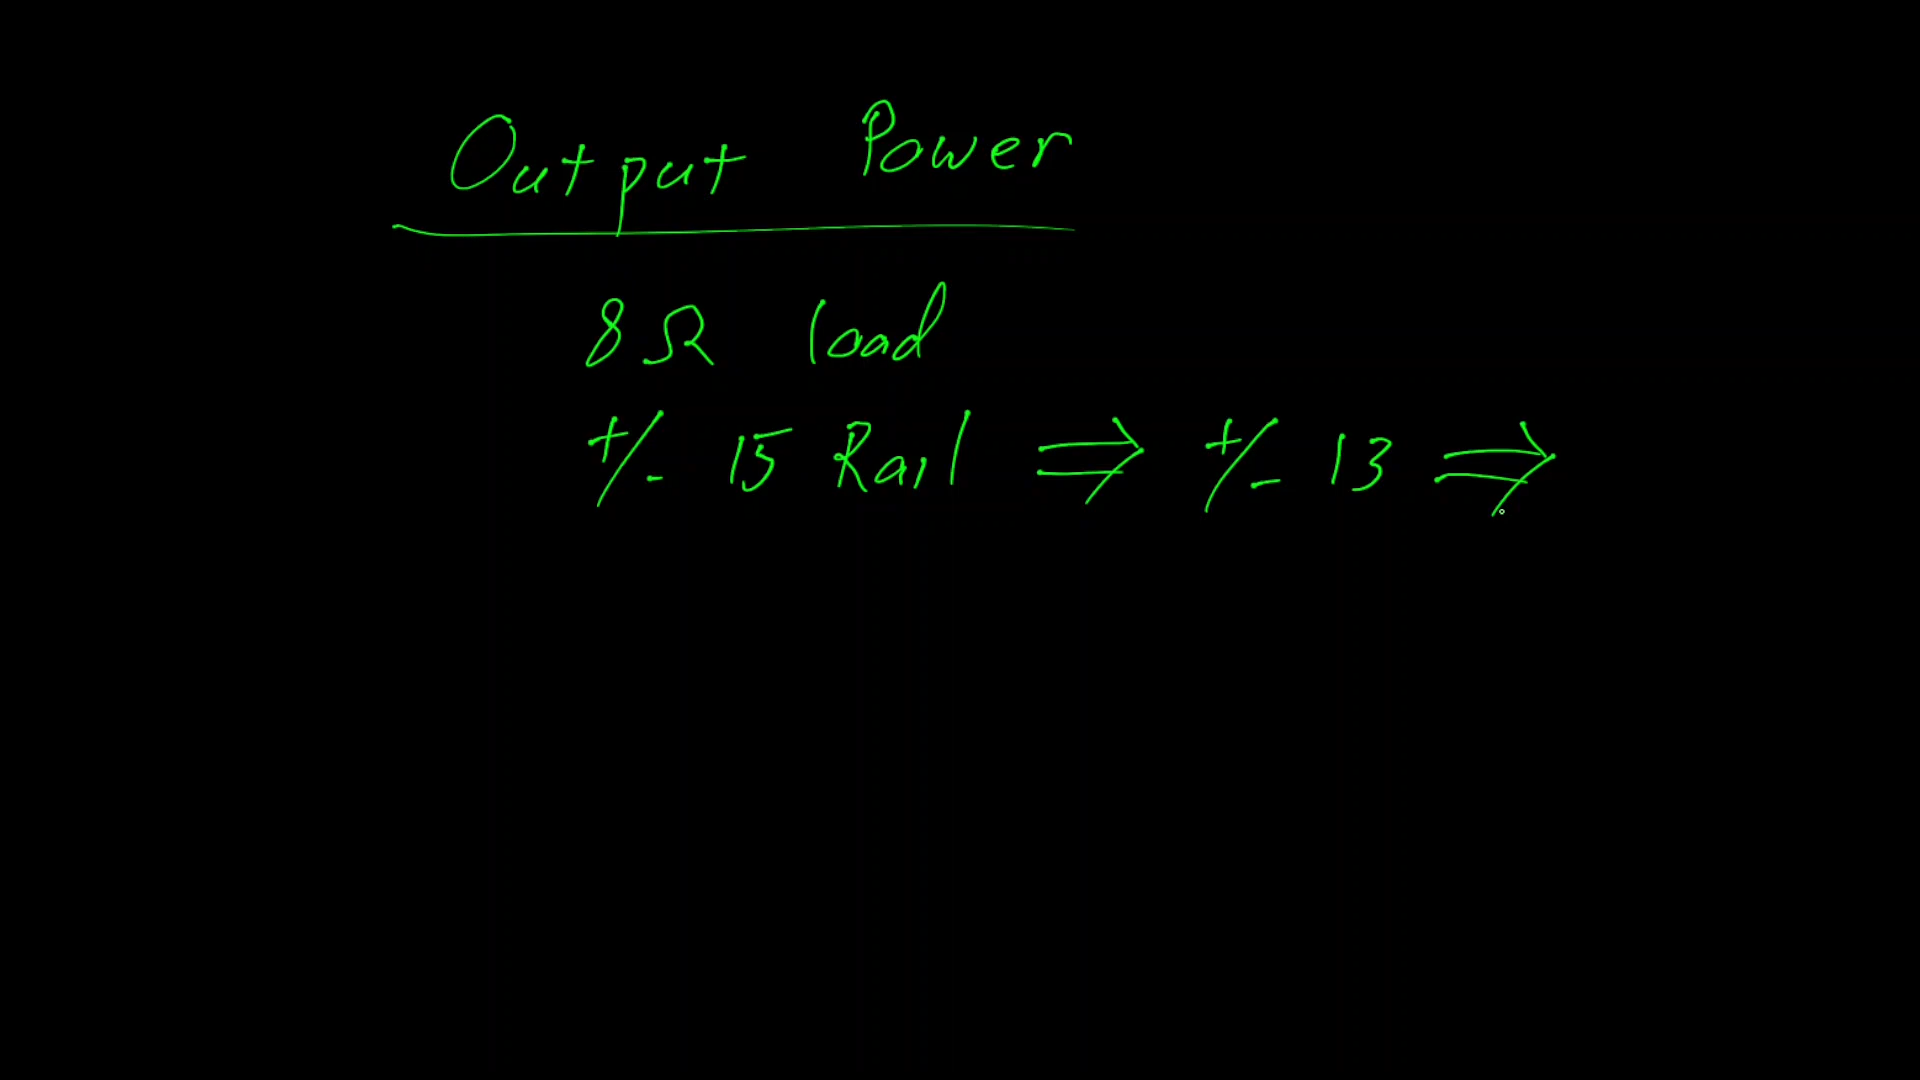 Output Power
8Ω load
+/- 15 Rail ⇒ +/- 13 ⇒